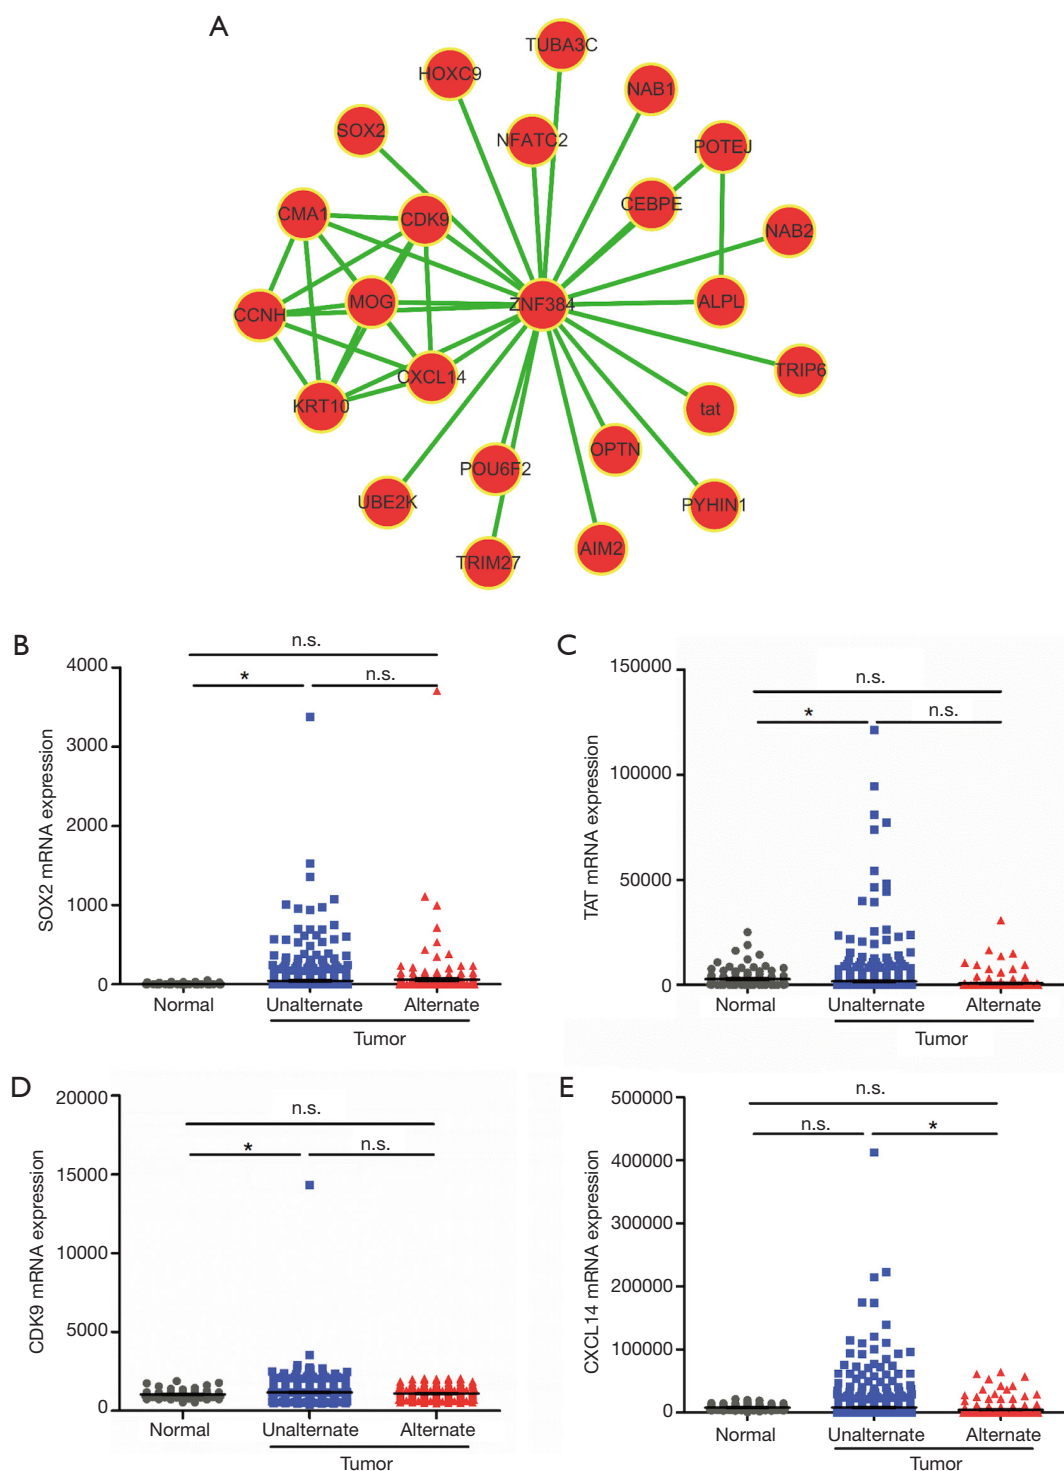 A
TUBA3C
HOXC9
NAB1
SOX2
NFATC2
POTEJ
CEBPE
CMA1
CDK9
NAB2
MOG
ZNF384
ALPL
CCNH
TRIP6
CXCL14
KRT10
tat
OPTN
POU6F2
UBE2K
PYHIN1
AIM2
TRIM27
B
n.s.
*
n.s.
SOX2 mRNA expression
4000
3000
2000
1000
0
Normal
Unalternate
Alternate
Tumor
C
n.s.
*
n.s.
TAT mRNA expression
150000
100000
50000
0
Normal
Unalternate
Alternate
Tumor
D
n.s.
*
n.s.
CDK9 mRNA expression
20000
15000
10000
5000
0
Normal
Unalternate
Alternate
Tumor
E
n.s.
n.s.
*
CXCL14 mRNA expression
500000
400000
300000
200000
100000
0
Normal
Unalternate
Alternate
Tumor